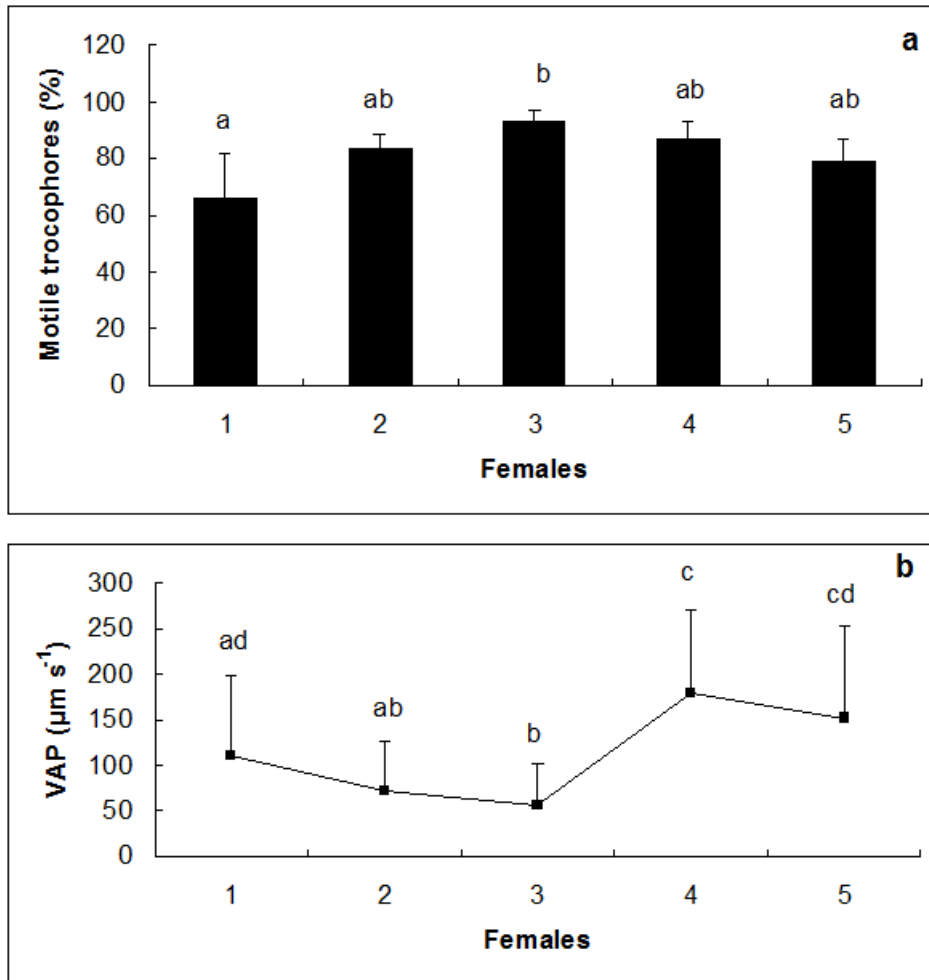 a
Motile trocophores (%)
120
100
80
60
40
20
0
a
ab
b
ab
ab
1 2 3 4 5
Females
b
VAP (µm s⁻¹)
300
250
200
150
100
50
0
ad
ab
b
c
cd
1 2 3 4 5
Females